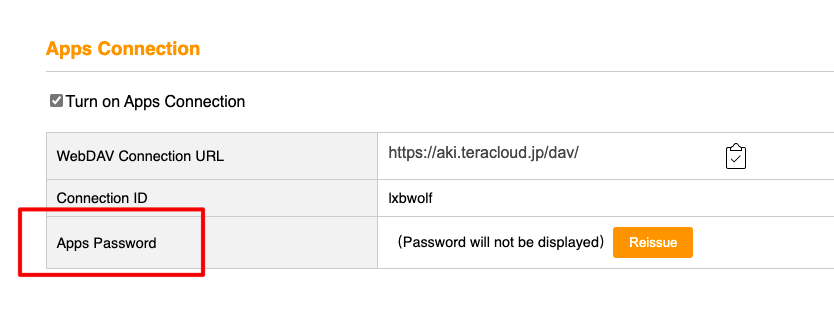 Apps Connection
Turn on Apps Connection
WebDAV Connection URL https://aki.teracloud.jp/dav/
Connection ID lxbwolf
Apps Password (Password will not be displayed) Reissue